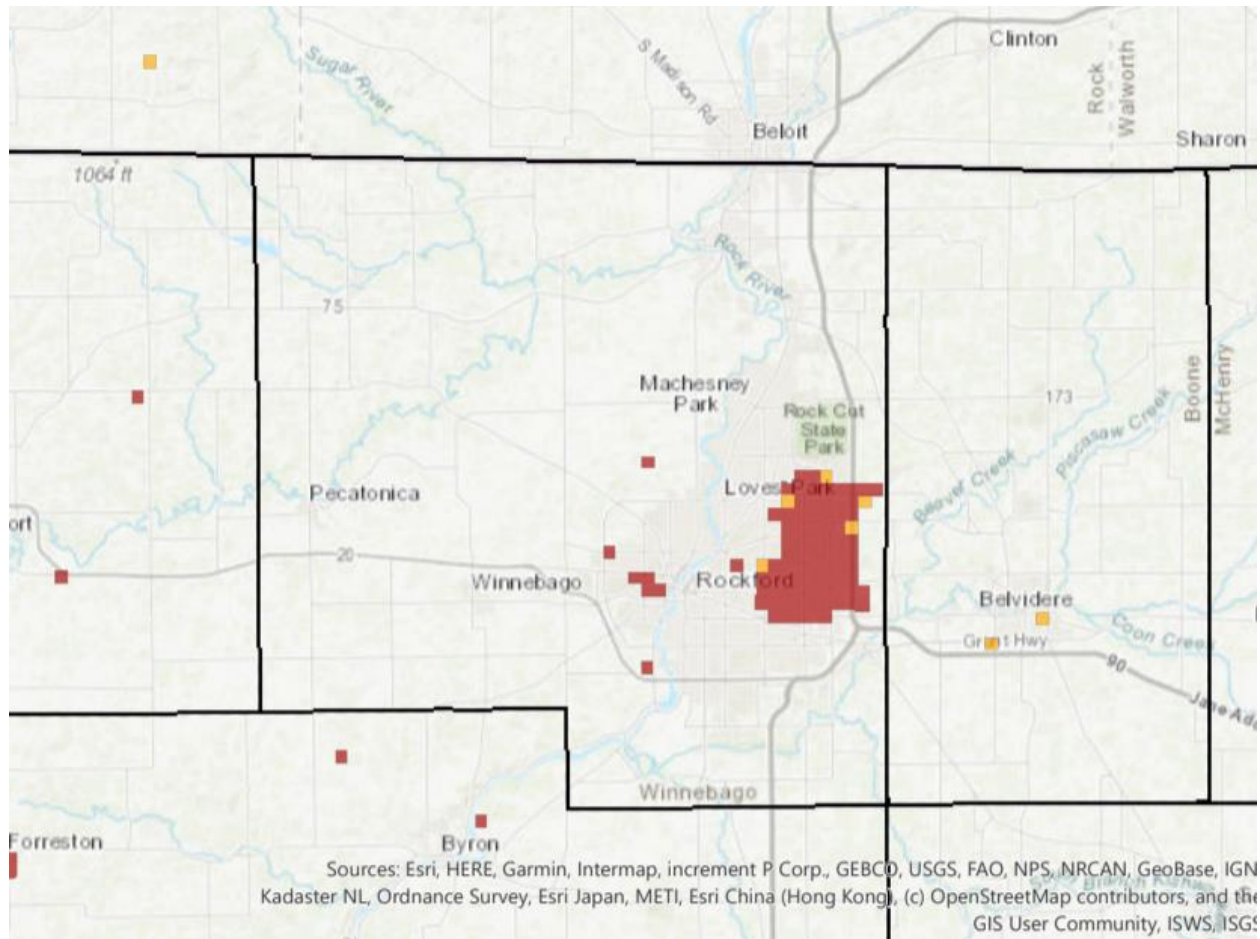 Clinton
Sugar River
S Madison Rd
Rock
Walworth
Beloit
Sharon
1064 ft
Rock River
75
Machesney
Park
173
Boone
McHenry
Rock Cut
State
Park
Piscasaw Creek
Beaver Creek
Pecatonica
Loves Park
ort
20
Winnebago
Rockford
Belvidere
Coon Creek
Grant Hwy
90
Jane Adda
Winnebago
Forreston
Byron
Sources: Esri, HERE, Garmin, Intermap, increment P Corp., GEBCO, USGS, FAO, NPS, NRCAN, GeoBase, IGN
Kadaster NL, Ordnance Survey, Esri Japan, METI, Esri China (Hong Kong), (c) OpenStreetMap contributors, and the
GIS User Community, ISWS, ISGS